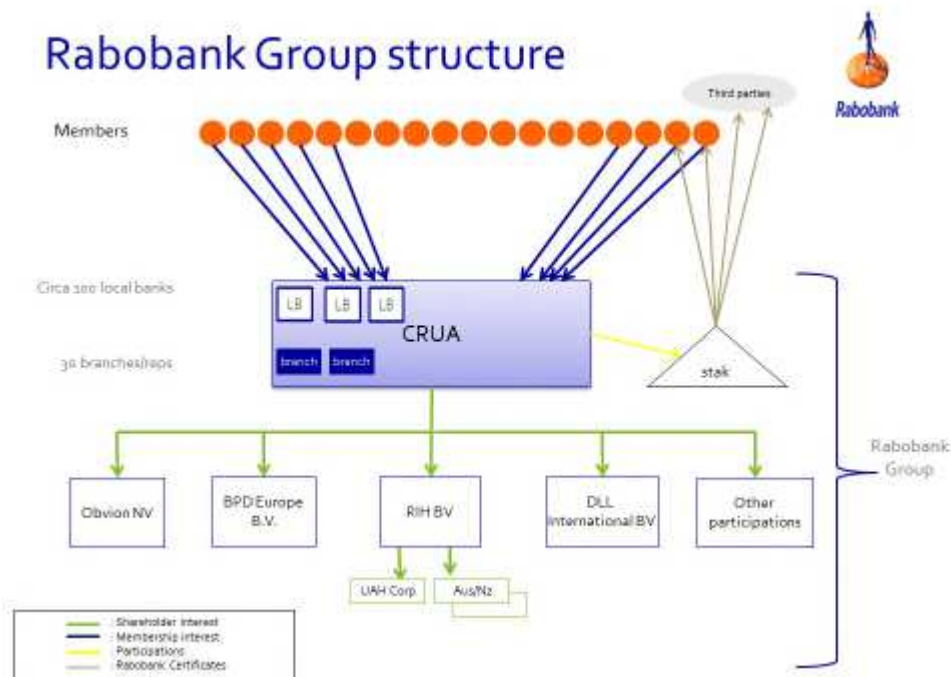 Rabobank Group structure
Third parties
Rabobank
Members
Circa 100 local banks
LB
LB
LB
CRUA
30 branches/reps
branch
branch
stak
Rabobank
Group
Obvion NV
BPD Europe
B.V.
RIH BV
DLL
International BV
Other
participations
UAH Corp
Aus/Nz
: Shareholder interest
: Membership interest
: Participations
: Rabobank Certificates